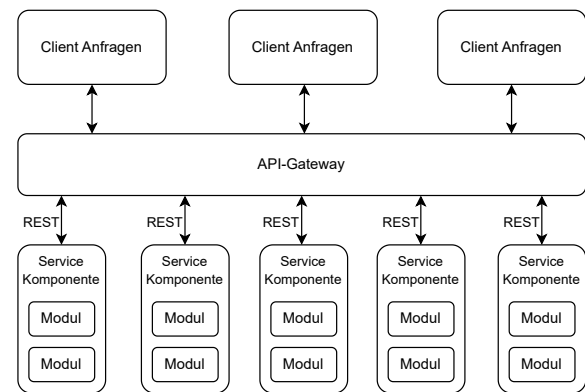 Client Anfragen
Client Anfragen
Client Anfragen
API-Gateway
REST
REST
REST
REST
REST
Service
Komponente
Modul
Modul
Service
Komponente
Modul
Modul
Service
Komponente
Modul
Modul
Service
Komponente
Modul
Modul
Service
Komponente
Modul
Modul